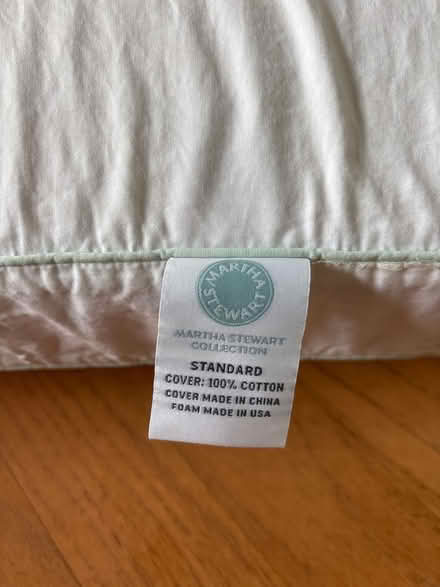 MARTHA
STEWART
MARTHA STEWART
COLLECTION
STANDARD
COVER: 100% COTTON
COVER MADE IN CHINA
FOAM MADE IN USA